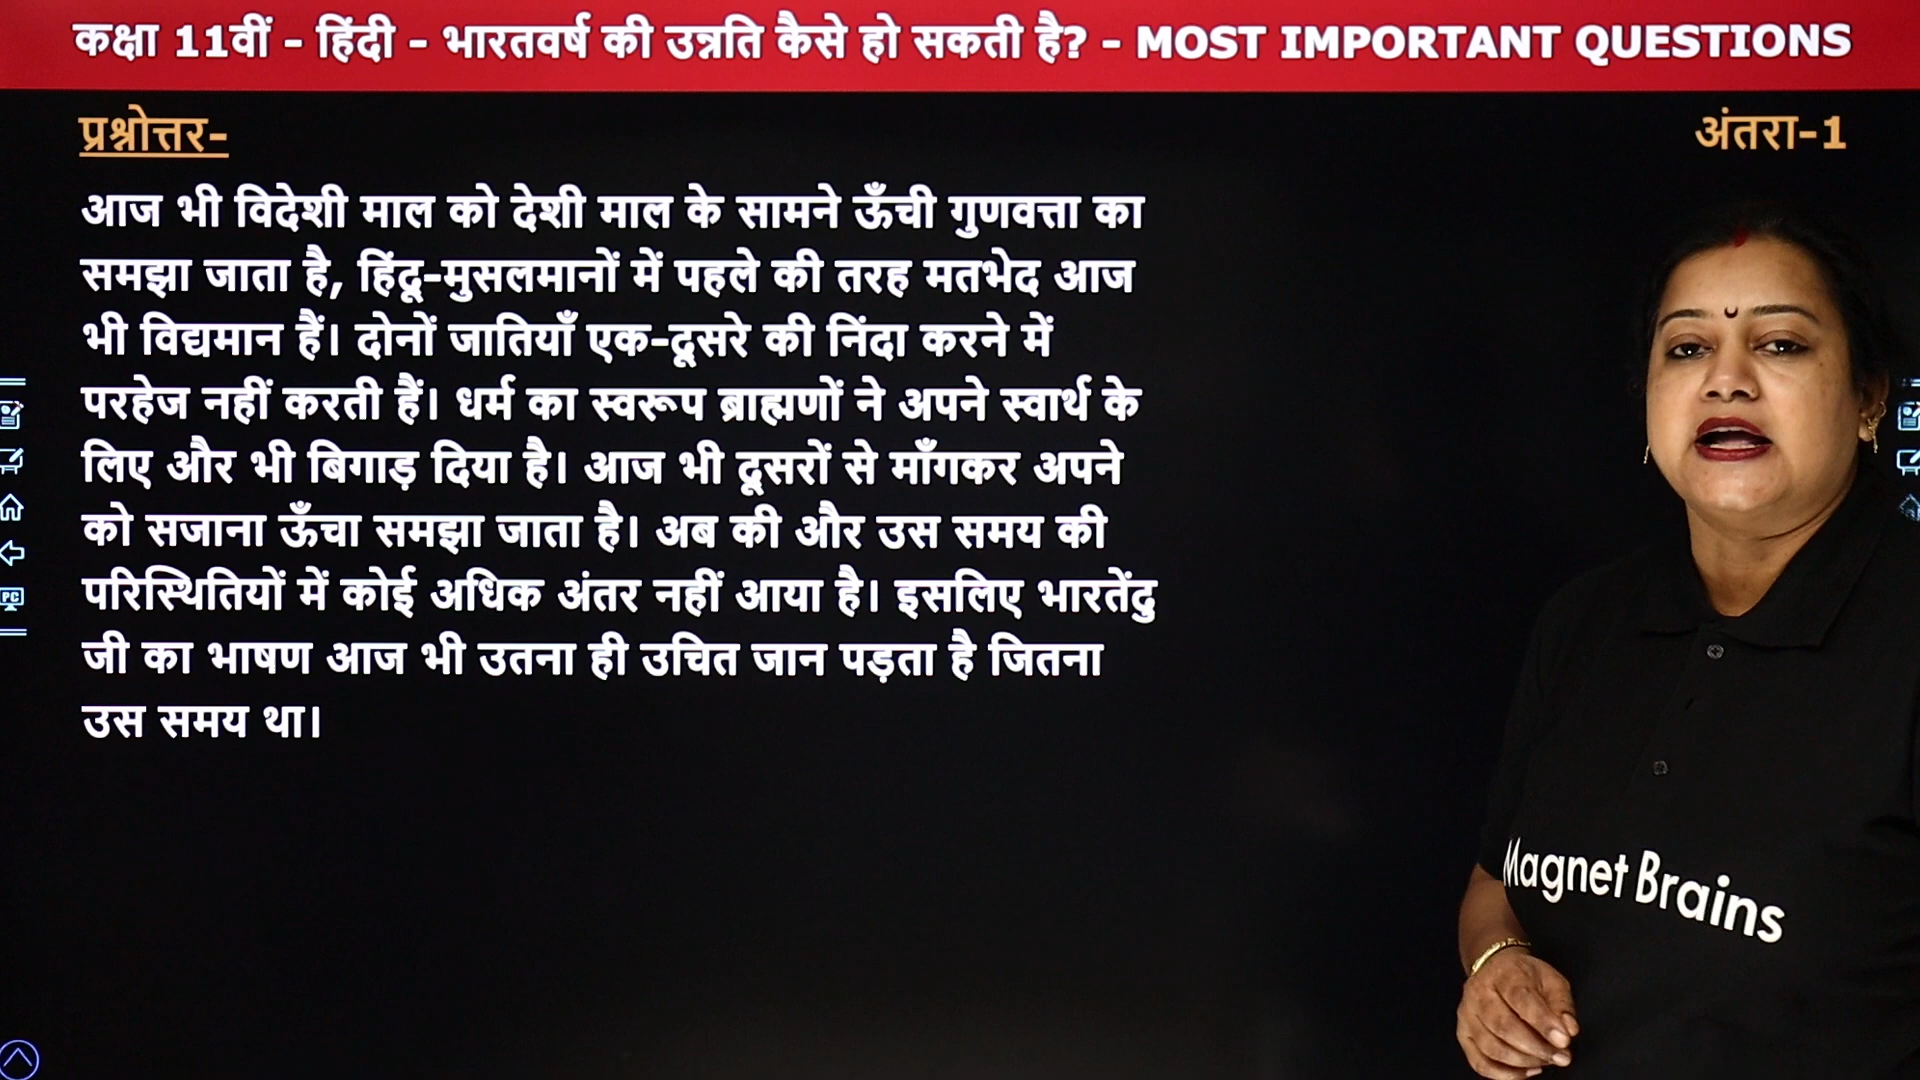 कक्षा 11वीं - हिंदी - भारतवर्ष की उन्नति कैसे हो सकती है? - MOST IMPORTANT QUESTIONS
प्रश्नोत्तर-
अंतरा-1
आज भी विदेशी माल को देशी माल के सामने ऊँची गुणवत्ता का
समझा जाता है, हिंदू-मुसलमानों में पहले की तरह मतभेद आज
भी विद्यमान हैं। दोनों जातियाँ एक-दूसरे की निंदा करने में
परहेज नहीं करती हैं। धर्म का स्वरूप ब्राह्मणों ने अपने स्वार्थ के
लिए और भी बिगाड़ दिया है। आज भी दूसरों से माँगकर अपने
को सजाना ऊँचा समझा जाता है। अब की और उस समय की
परिस्थितियों में कोई अधिक अंतर नहीं आया है। इसलिए भारतेंदु
जी का भाषण आज भी उतना ही उचित जान पड़ता है जितना
उस समय था।
PC
Magnet Brains